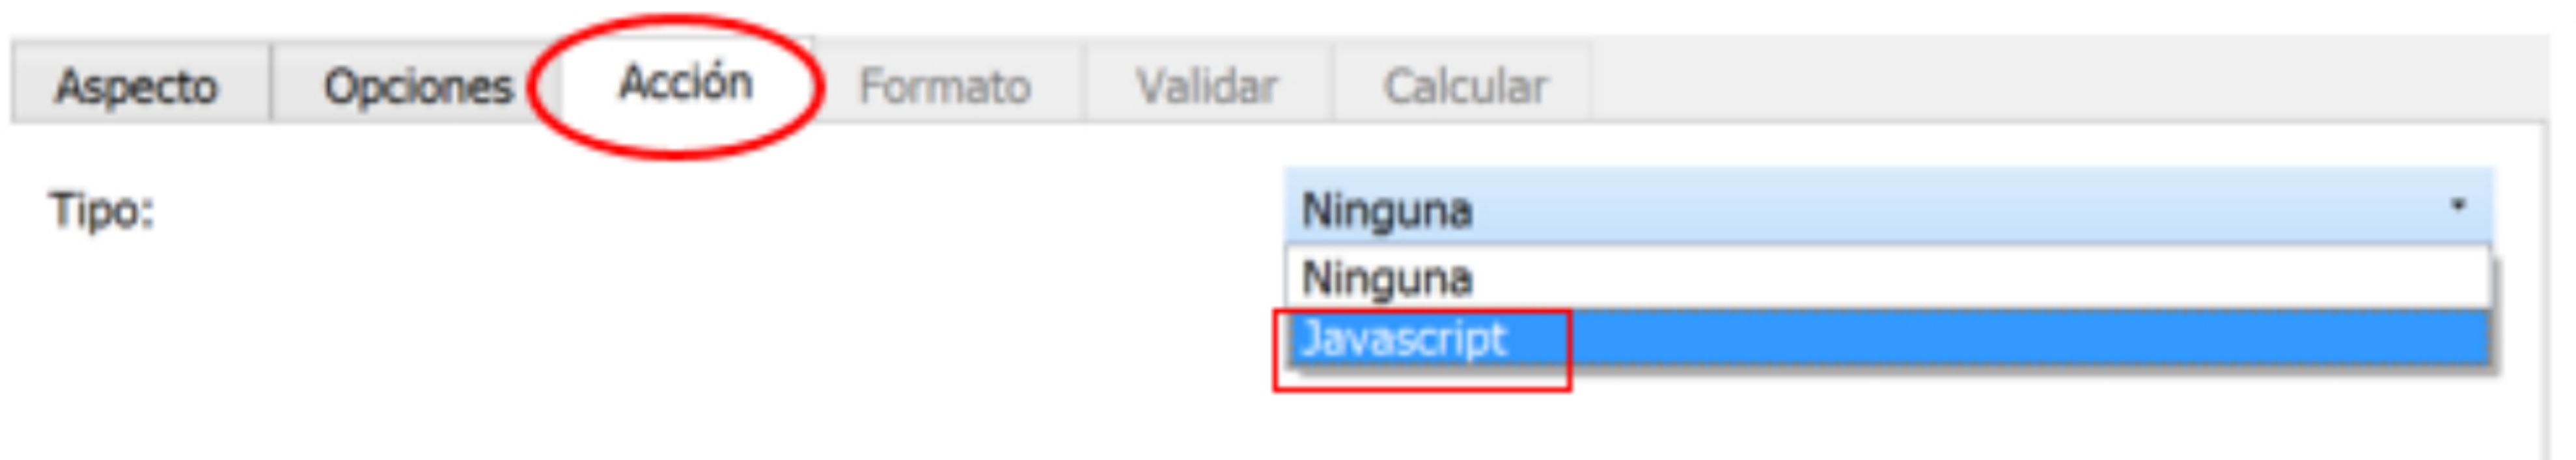 Aspecto Opciones Acción Formato Validar Calcular
Tipo: Ninguna
Ninguna
Javascript